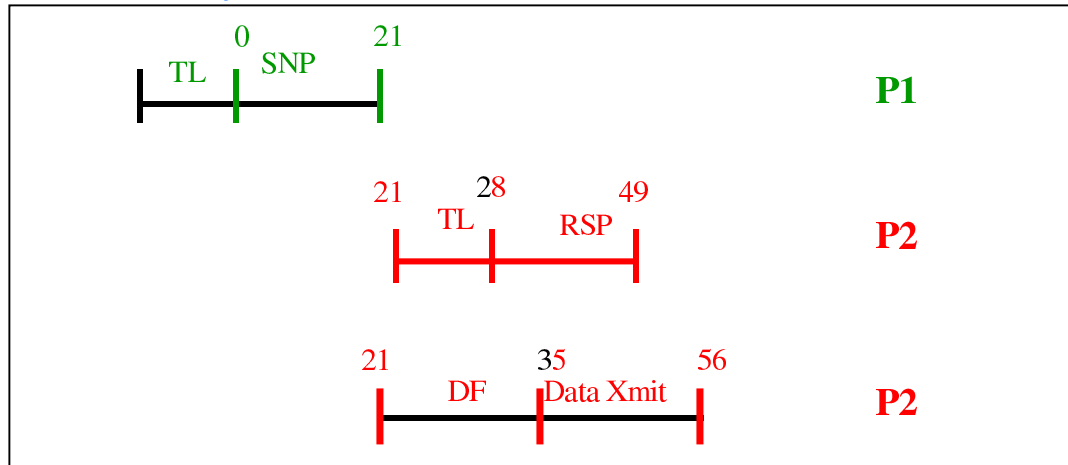 0 21
TL SNP
P1
21 28 49
TL RSP
P2
21 35 56
DF Data Xmit
P2